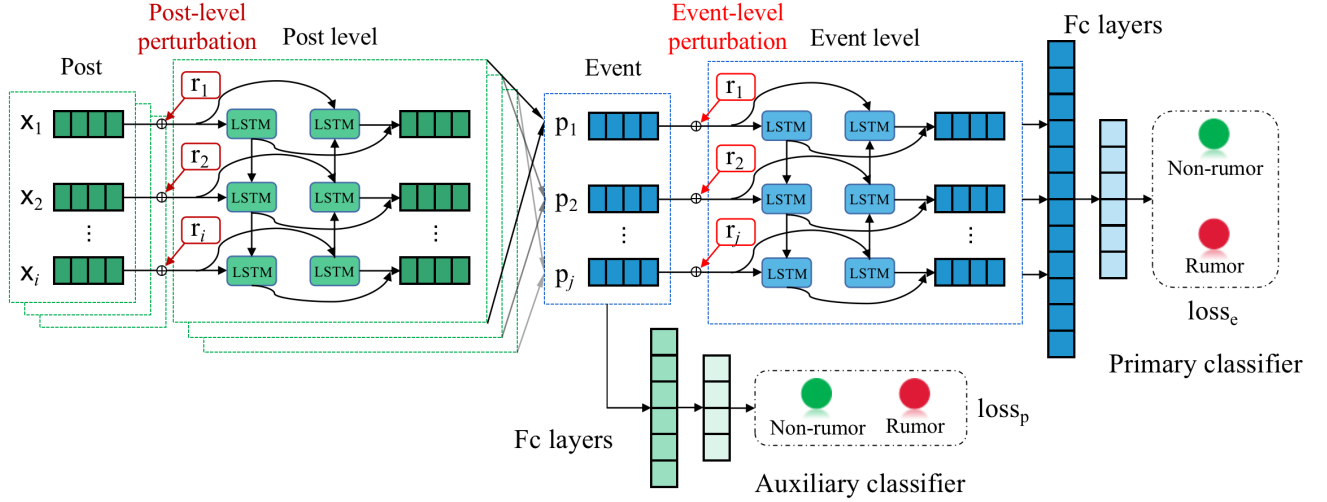 Post-level
perturbation
Post level
Post
x1
x2
⋮
xi
r1
r2
ri
LSTM
LSTM
LSTM
LSTM
LSTM
LSTM
⋮
Event-level
perturbation
Event level
Event
p1
p2
⋮
pj
r1
r2
rj
LSTM
LSTM
LSTM
LSTM
LSTM
LSTM
⋮
Fc layers
Non-rumor
Rumor
losse
Primary classifier
Fc layers
Non-rumor
Rumor
lossp
Auxiliary classifier